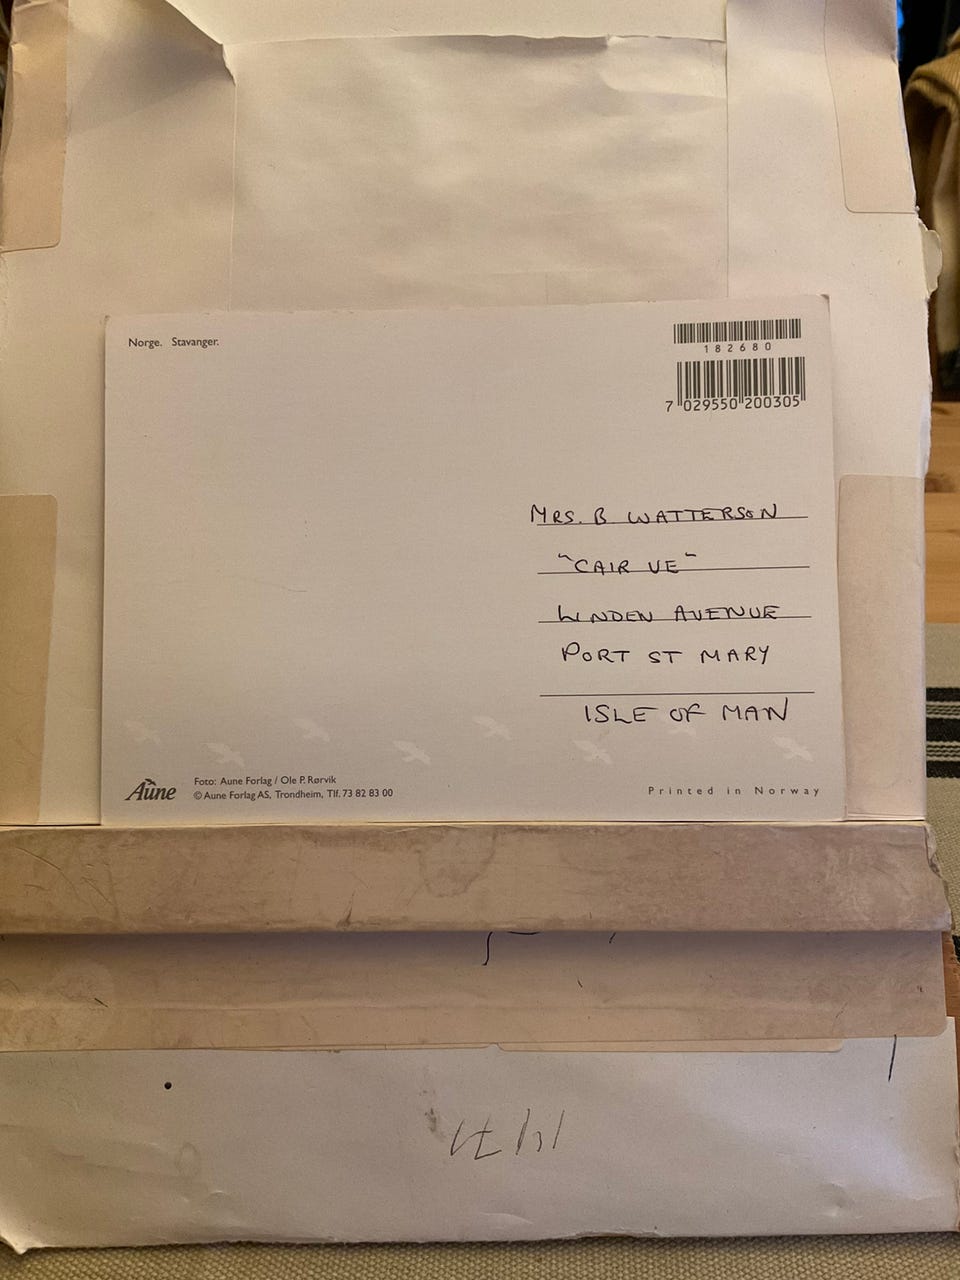 Norge. Stavanger.
182680
7 029550 200305
MRS. B WATTERSON
"CAIR VE"
LINDEN AVENUE
PORT ST MARY
ISLE OF MAN
Aune
Foto: Aune Forlag / Ole P. Rørvik
© Aune Forlag AS, Trondheim, Tlf. 73 82 83 00
Printed in Norway